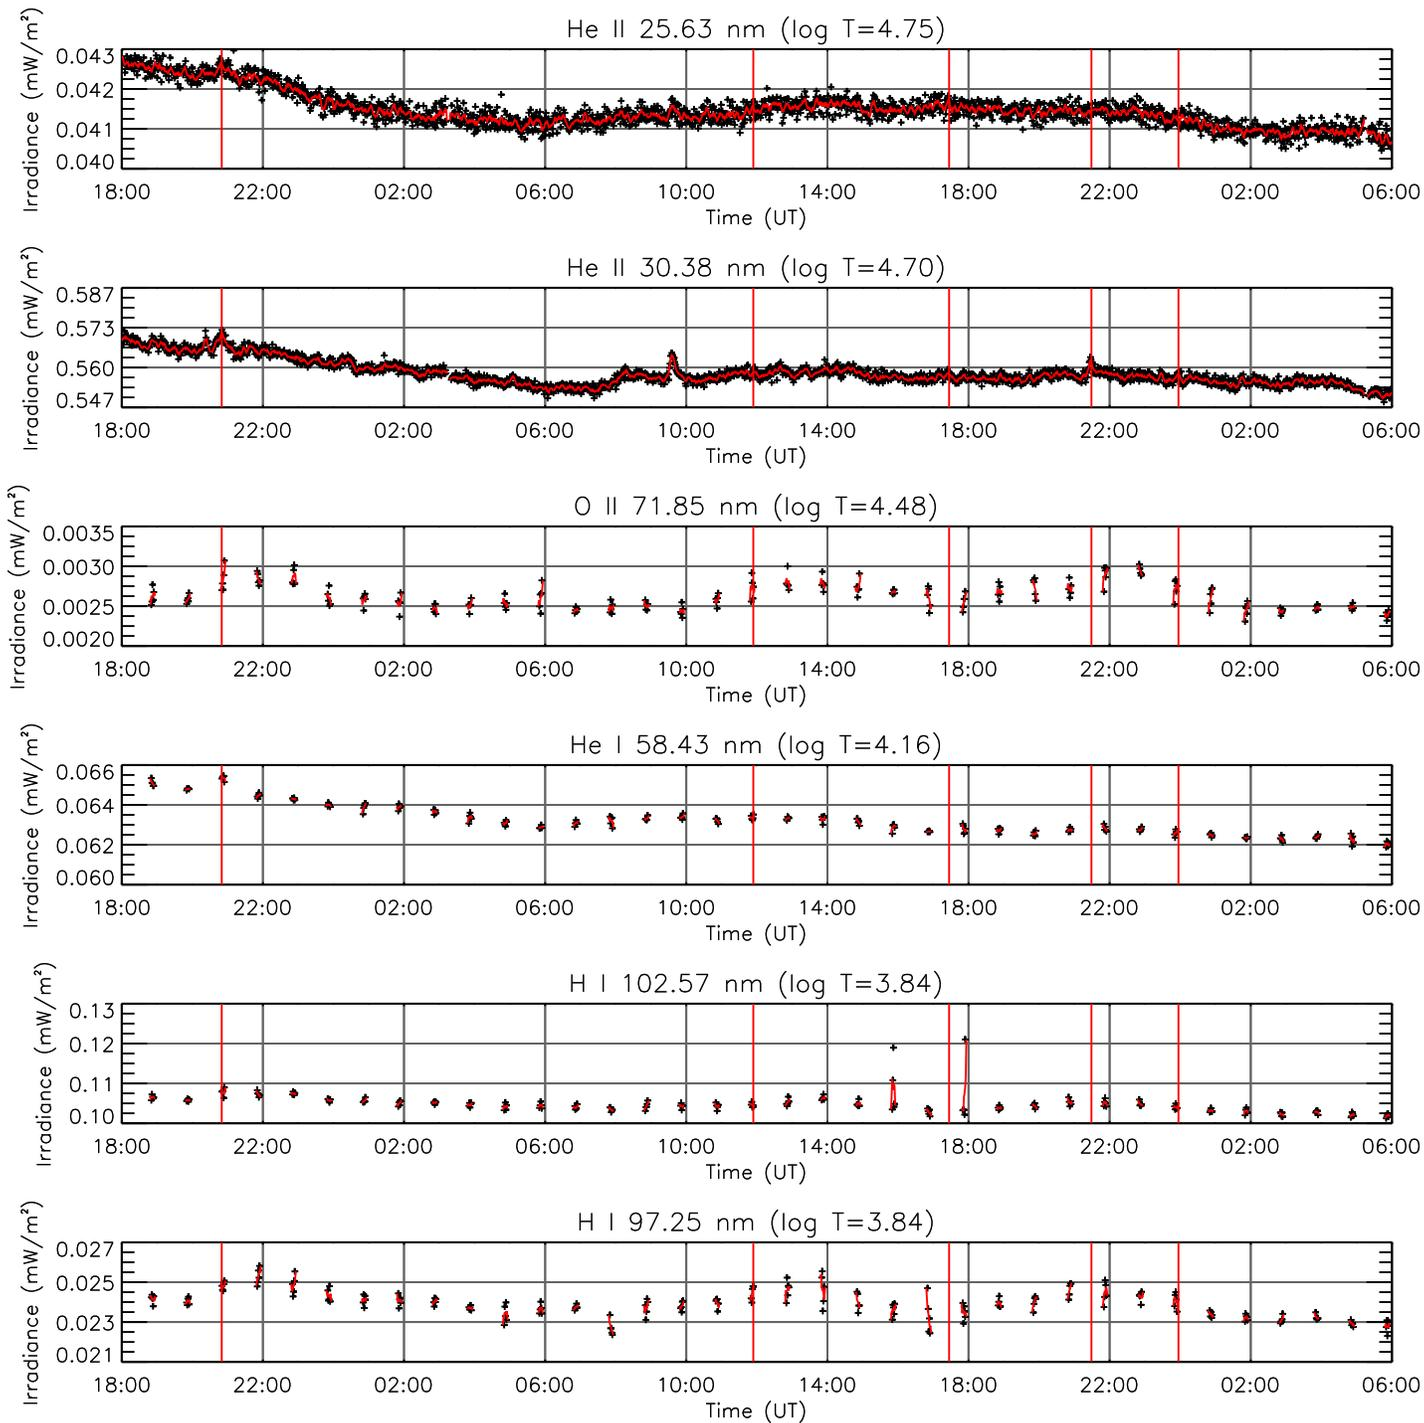 He II 25.63 nm (log T=4.75)
Irradiance (mW/m²)
0.043
0.042
0.041
0.040
18:00 22:00 02:00 06:00 10:00 14:00 18:00 22:00 02:00 06:00
Time (UT)
He II 30.38 nm (log T=4.70)
Irradiance (mW/m²)
0.587
0.573
0.560
0.547
18:00 22:00 02:00 06:00 10:00 14:00 18:00 22:00 02:00 06:00
Time (UT)
O II 71.85 nm (log T=4.48)
Irradiance (mW/m²)
0.0035
0.0030
0.0025
0.0020
18:00 22:00 02:00 06:00 10:00 14:00 18:00 22:00 02:00 06:00
Time (UT)
He I 58.43 nm (log T=4.16)
Irradiance (mW/m²)
0.066
0.064
0.062
0.060
18:00 22:00 02:00 06:00 10:00 14:00 18:00 22:00 02:00 06:00
Time (UT)
H I 102.57 nm (log T=3.84)
Irradiance (mW/m²)
0.13
0.12
0.11
0.10
18:00 22:00 02:00 06:00 10:00 14:00 18:00 22:00 02:00 06:00
Time (UT)
H I 97.25 nm (log T=3.84)
Irradiance (mW/m²)
0.027
0.025
0.023
0.021
18:00 22:00 02:00 06:00 10:00 14:00 18:00 22:00 02:00 06:00
Time (UT)